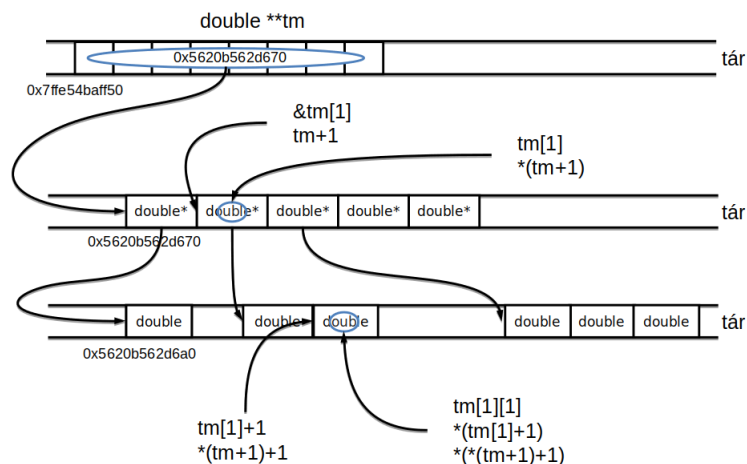 double **tm
0x5620b562d670
tár
0x7ffe54baff50
&tm[1]
tm+1
tm[1]
*(tm+1)
double* double* double* double* double*
tár
0x5620b562d670
double double double double double double
tár
0x5620b562d6a0
tm[1]+1
*(tm+1)+1
tm[1][1]
*(tm[1]+1)
*(*(tm+1)+1)